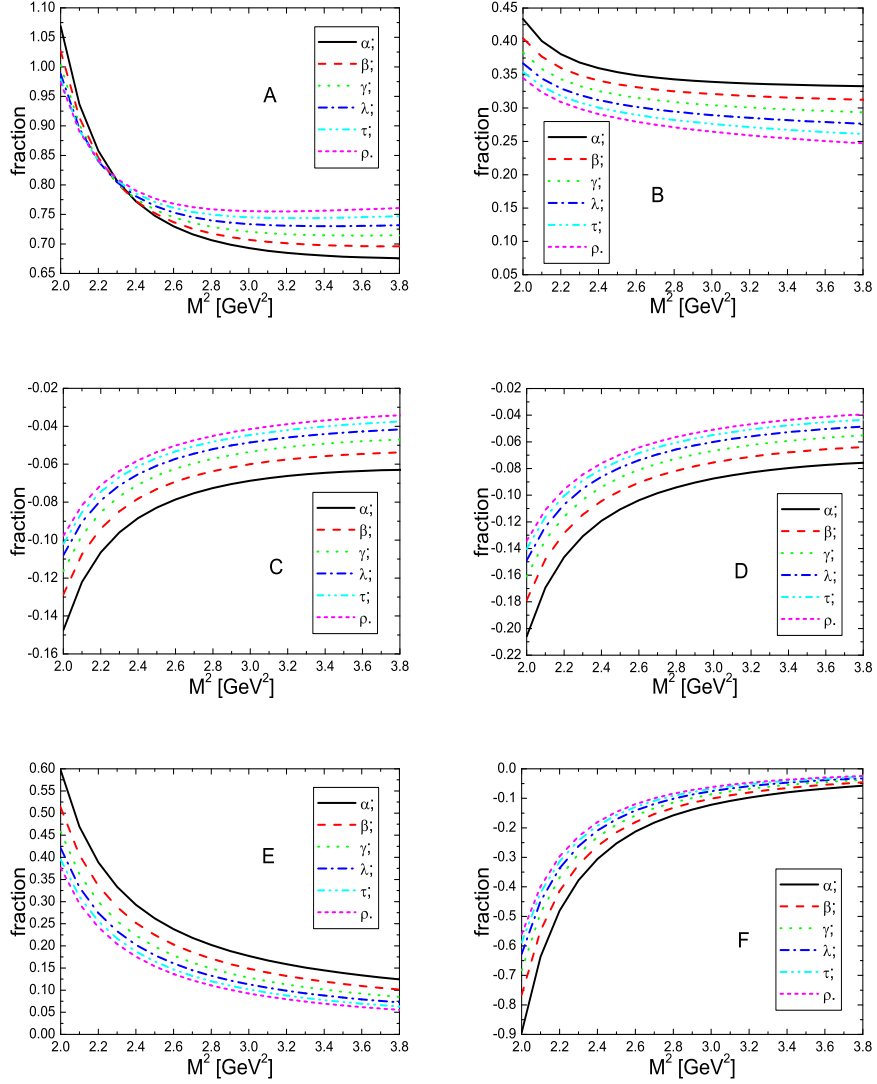 1.10
1.05
1.00
0.95
0.90
0.85
0.80
0.75
0.70
0.65
fraction
A
α;
β;
γ;
λ;
τ;
ρ.
2.0 2.2 2.4 2.6 2.8 3.0 3.2 3.4 3.6 3.8
M² [GeV²]
0.45
0.40
0.35
0.30
0.25
0.20
0.15
0.10
0.05
fraction
B
α;
β;
γ;
λ;
τ;
ρ.
2.0 2.2 2.4 2.6 2.8 3.0 3.2 3.4 3.6 3.8
M² [GeV²]
-0.02
-0.04
-0.06
-0.08
-0.10
-0.12
-0.14
-0.16
fraction
C
α;
β;
γ;
λ;
τ;
ρ.
2.0 2.2 2.4 2.6 2.8 3.0 3.2 3.4 3.6 3.8
M² [GeV²]
-0.02
-0.04
-0.06
-0.08
-0.10
-0.12
-0.14
-0.16
-0.18
-0.20
-0.22
fraction
D
α;
β;
γ;
λ;
τ;
ρ.
2.0 2.2 2.4 2.6 2.8 3.0 3.2 3.4 3.6 3.8
M² [GeV²]
0.60
0.55
0.50
0.45
0.40
0.35
0.30
0.25
0.20
0.15
0.10
0.05
0.00
fraction
E
α;
β;
γ;
λ;
τ;
ρ.
2.0 2.2 2.4 2.6 2.8 3.0 3.2 3.4 3.6 3.8
M² [GeV²]
0.0
-0.1
-0.2
-0.3
-0.4
-0.5
-0.6
-0.7
-0.8
-0.9
fraction
F
α;
β;
γ;
λ;
τ;
ρ.
2.0 2.2 2.4 2.6 2.8 3.0 3.2 3.4 3.6 3.8
M² [GeV²]